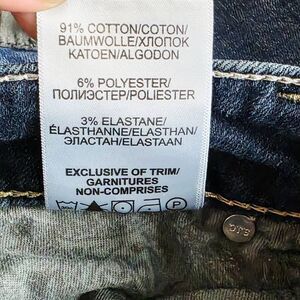 91% COTTON/COTON/
BAUMWOLLE/ХЛОПОК
KATOEN/ALGODON
6% POLYESTER/
ПОЛИЭСТЕР/POLIESTER
3% ELASTANE/
ÉLASTHANNE/ELASTHAN/
ЭЛАСТАН/ELASTAAN
EXCLUSIVE OF TRIM/
GARNITURES
NON-COMPRISES
P